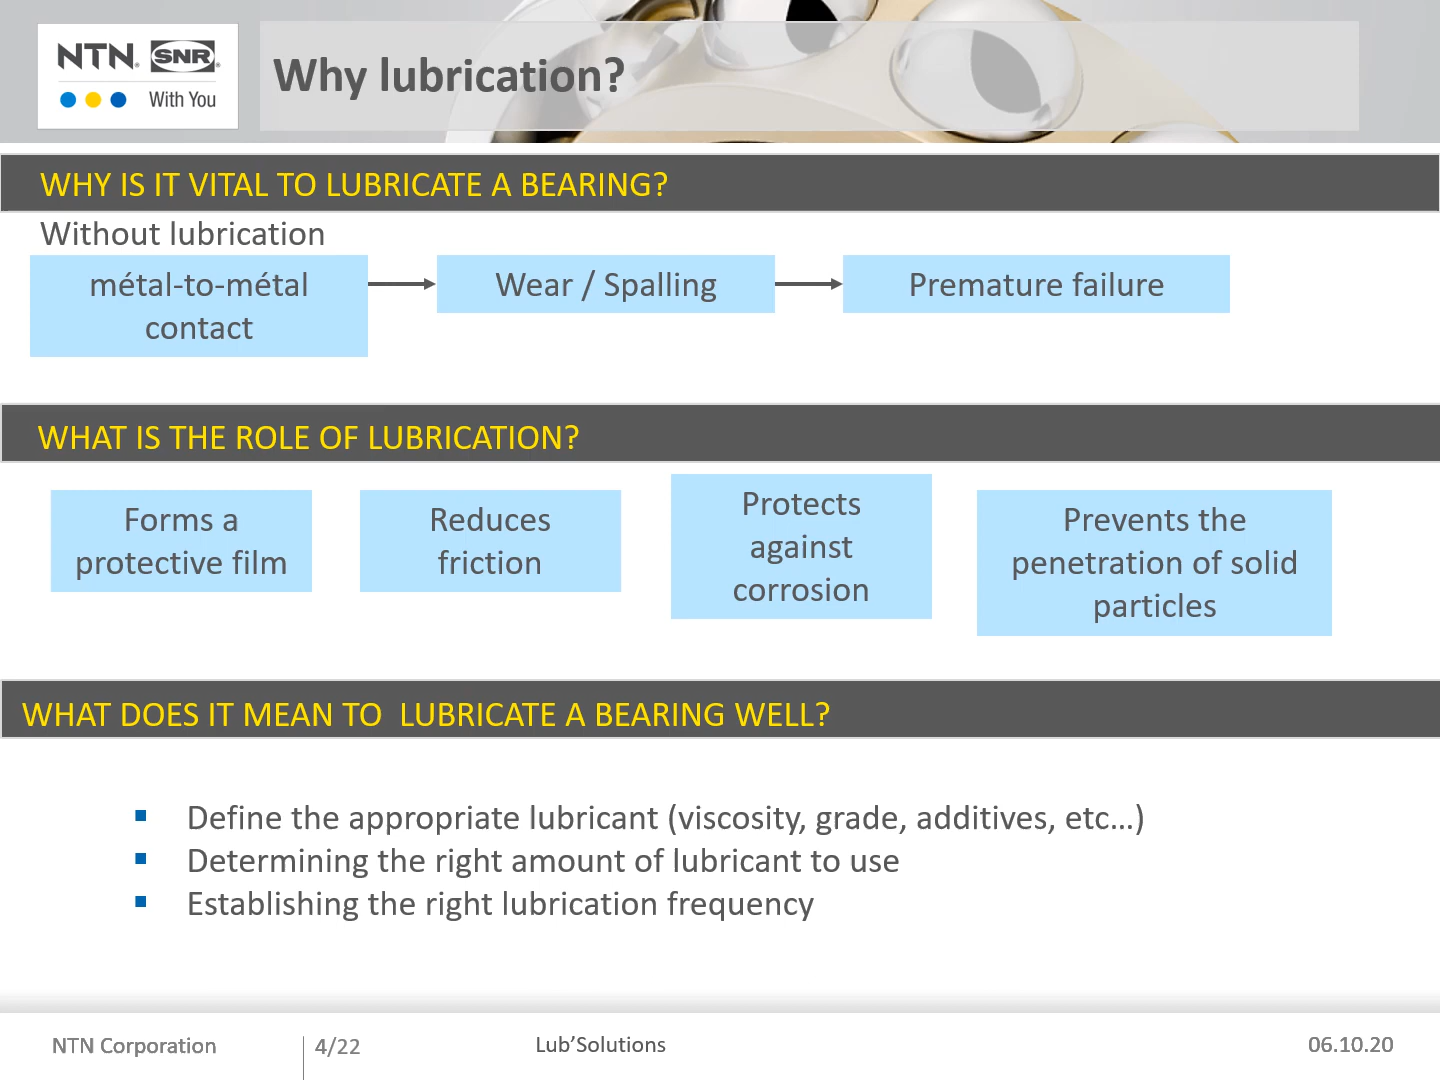 NTN SNR
With You
Why lubrication?
WHY IS IT VITAL TO LUBRICATE A BEARING?
Without lubrication
métal-to-métal
contact
Wear / Spalling
Premature failure
WHAT IS THE ROLE OF LUBRICATION?
Forms a
protective film
Reduces
friction
Protects
against
corrosion
Prevents the
penetration of solid
particles
WHAT DOES IT MEAN TO  LUBRICATE A BEARING WELL?
▪ Define the appropriate lubricant (viscosity, grade, additives, etc…)
▪ Determining the right amount of lubricant to use
▪ Establishing the right lubrication frequency
NTN Corporation
4/22
Lub’Solutions
06.10.20